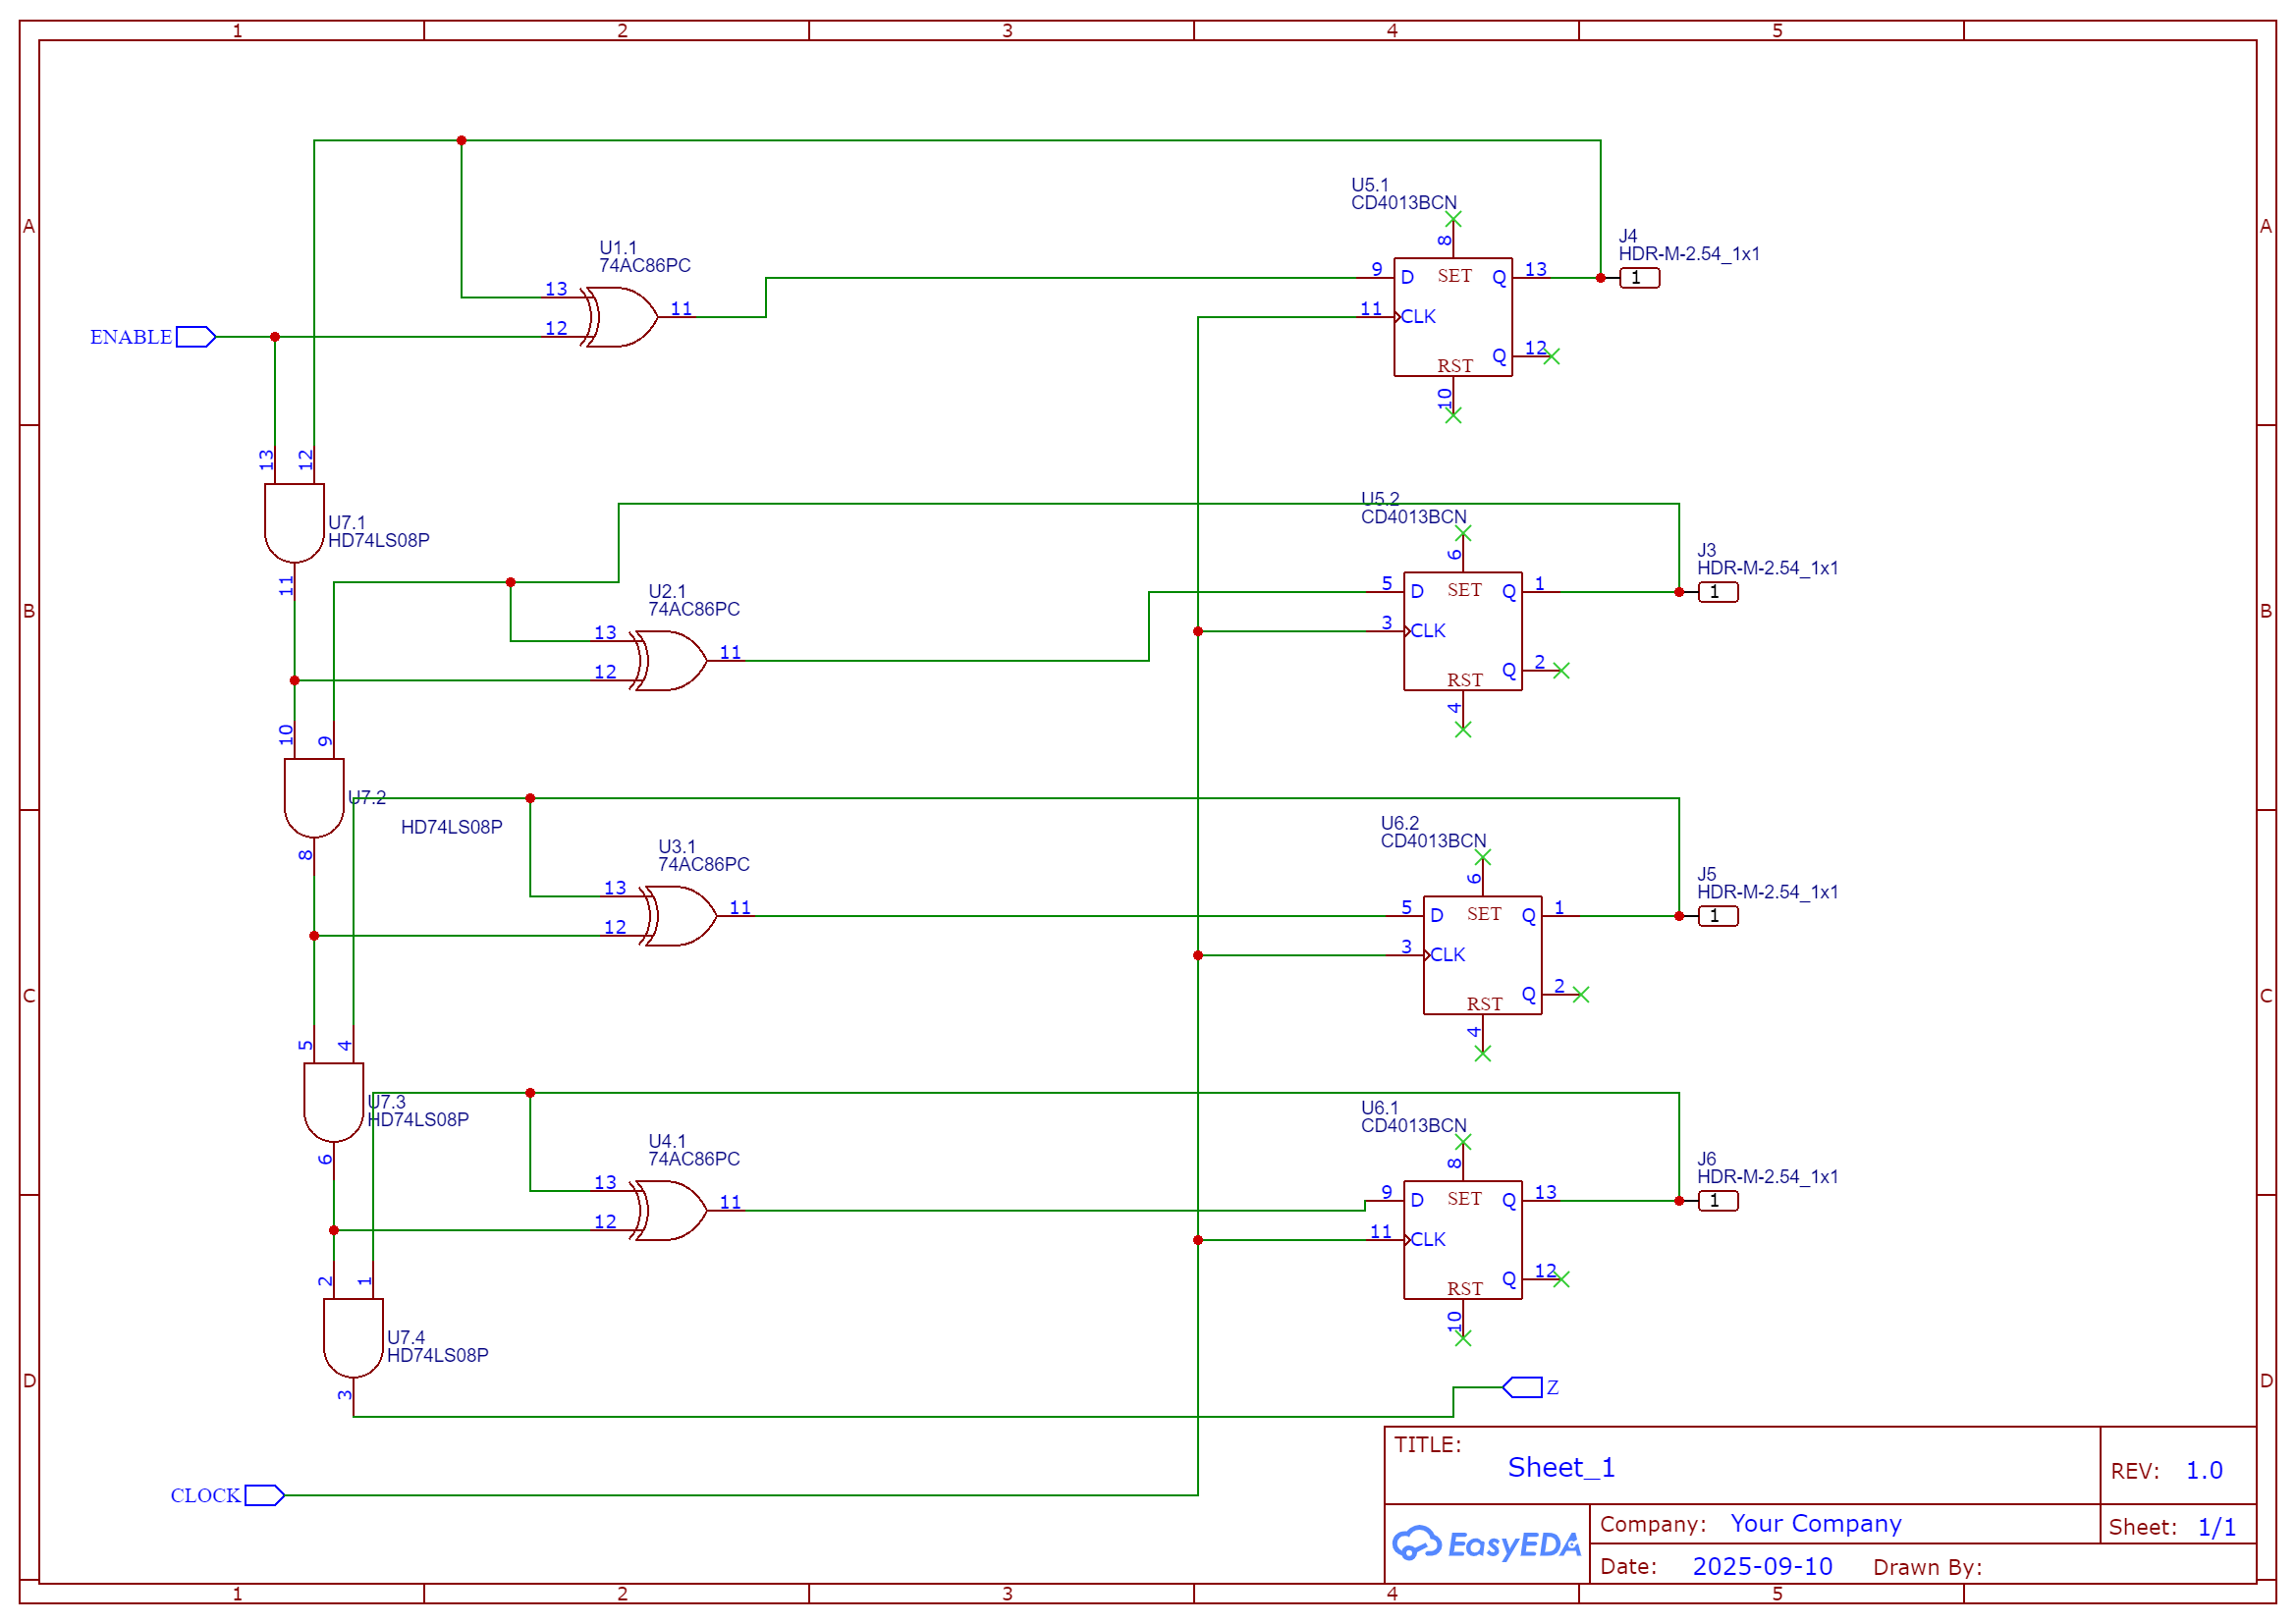 1 2 3 4 5
A A
B B
C C
D D
1 2 3 4 5
ENABLE
U1.1
74AC86PC
13
12
11
U5.1
CD4013BCN
8
9 D SET Q 13
11 CLK
Q 12
RST
10
J4
HDR-M-2.54_1x1
1
13 12
U7.1
HD74LS08P
11
U2.1
74AC86PC
13
12
11
U5.2
CD4013BCN
6
5 D SET Q 1
3 CLK
Q 2
RST
4
J3
HDR-M-2.54_1x1
1
10 9
U7.2
HD74LS08P
8
U3.1
74AC86PC
13
12
11
U6.2
CD4013BCN
6
5 D SET Q 1
3 CLK
Q 2
RST
4
J5
HDR-M-2.54_1x1
1
5 4
U7.3
HD74LS08P
6
U4.1
74AC86PC
13
12
11
U6.1
CD4013BCN
8
9 D SET Q 13
11 CLK
Q 12
RST
10
J6
HDR-M-2.54_1x1
1
2 1
U7.4
HD74LS08P
3
Z
CLOCK
TITLE:
Sheet_1
REV: 1.0
EasyEDA
Company: Your Company
Sheet: 1/1
Date: 2025-09-10 Drawn By: